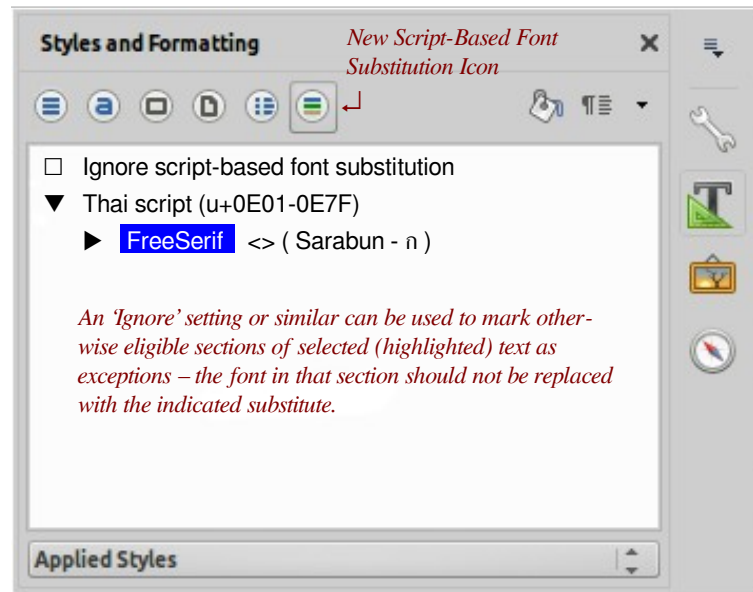 Styles and Formatting
New Script-Based Font
Substitution Icon
Ignore script-based font substitution
Thai script (u+0E01-0E7F)
FreeSerif <> ( Sarabun - ก )
An ‘Ignore’ setting or similar can be used to mark other-
wise eligible sections of selected (highlighted) text as
exceptions – the font in that section should not be replaced
with the indicated substitute.
Applied Styles